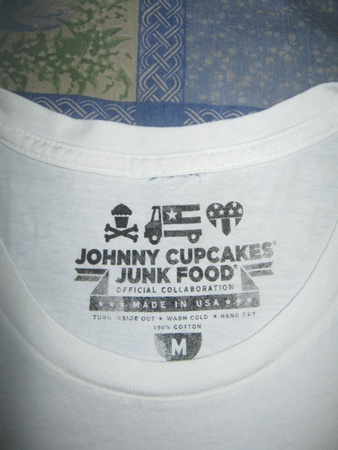 JOHNNY CUPCAKES®
JUNK FOOD®
OFFICIAL COLLABORATION
★ ★ ★ MADE IN USA ★ ★ ★
TURN INSIDE OUT • WASH COLD • HANG DRY
100% COTTON
M